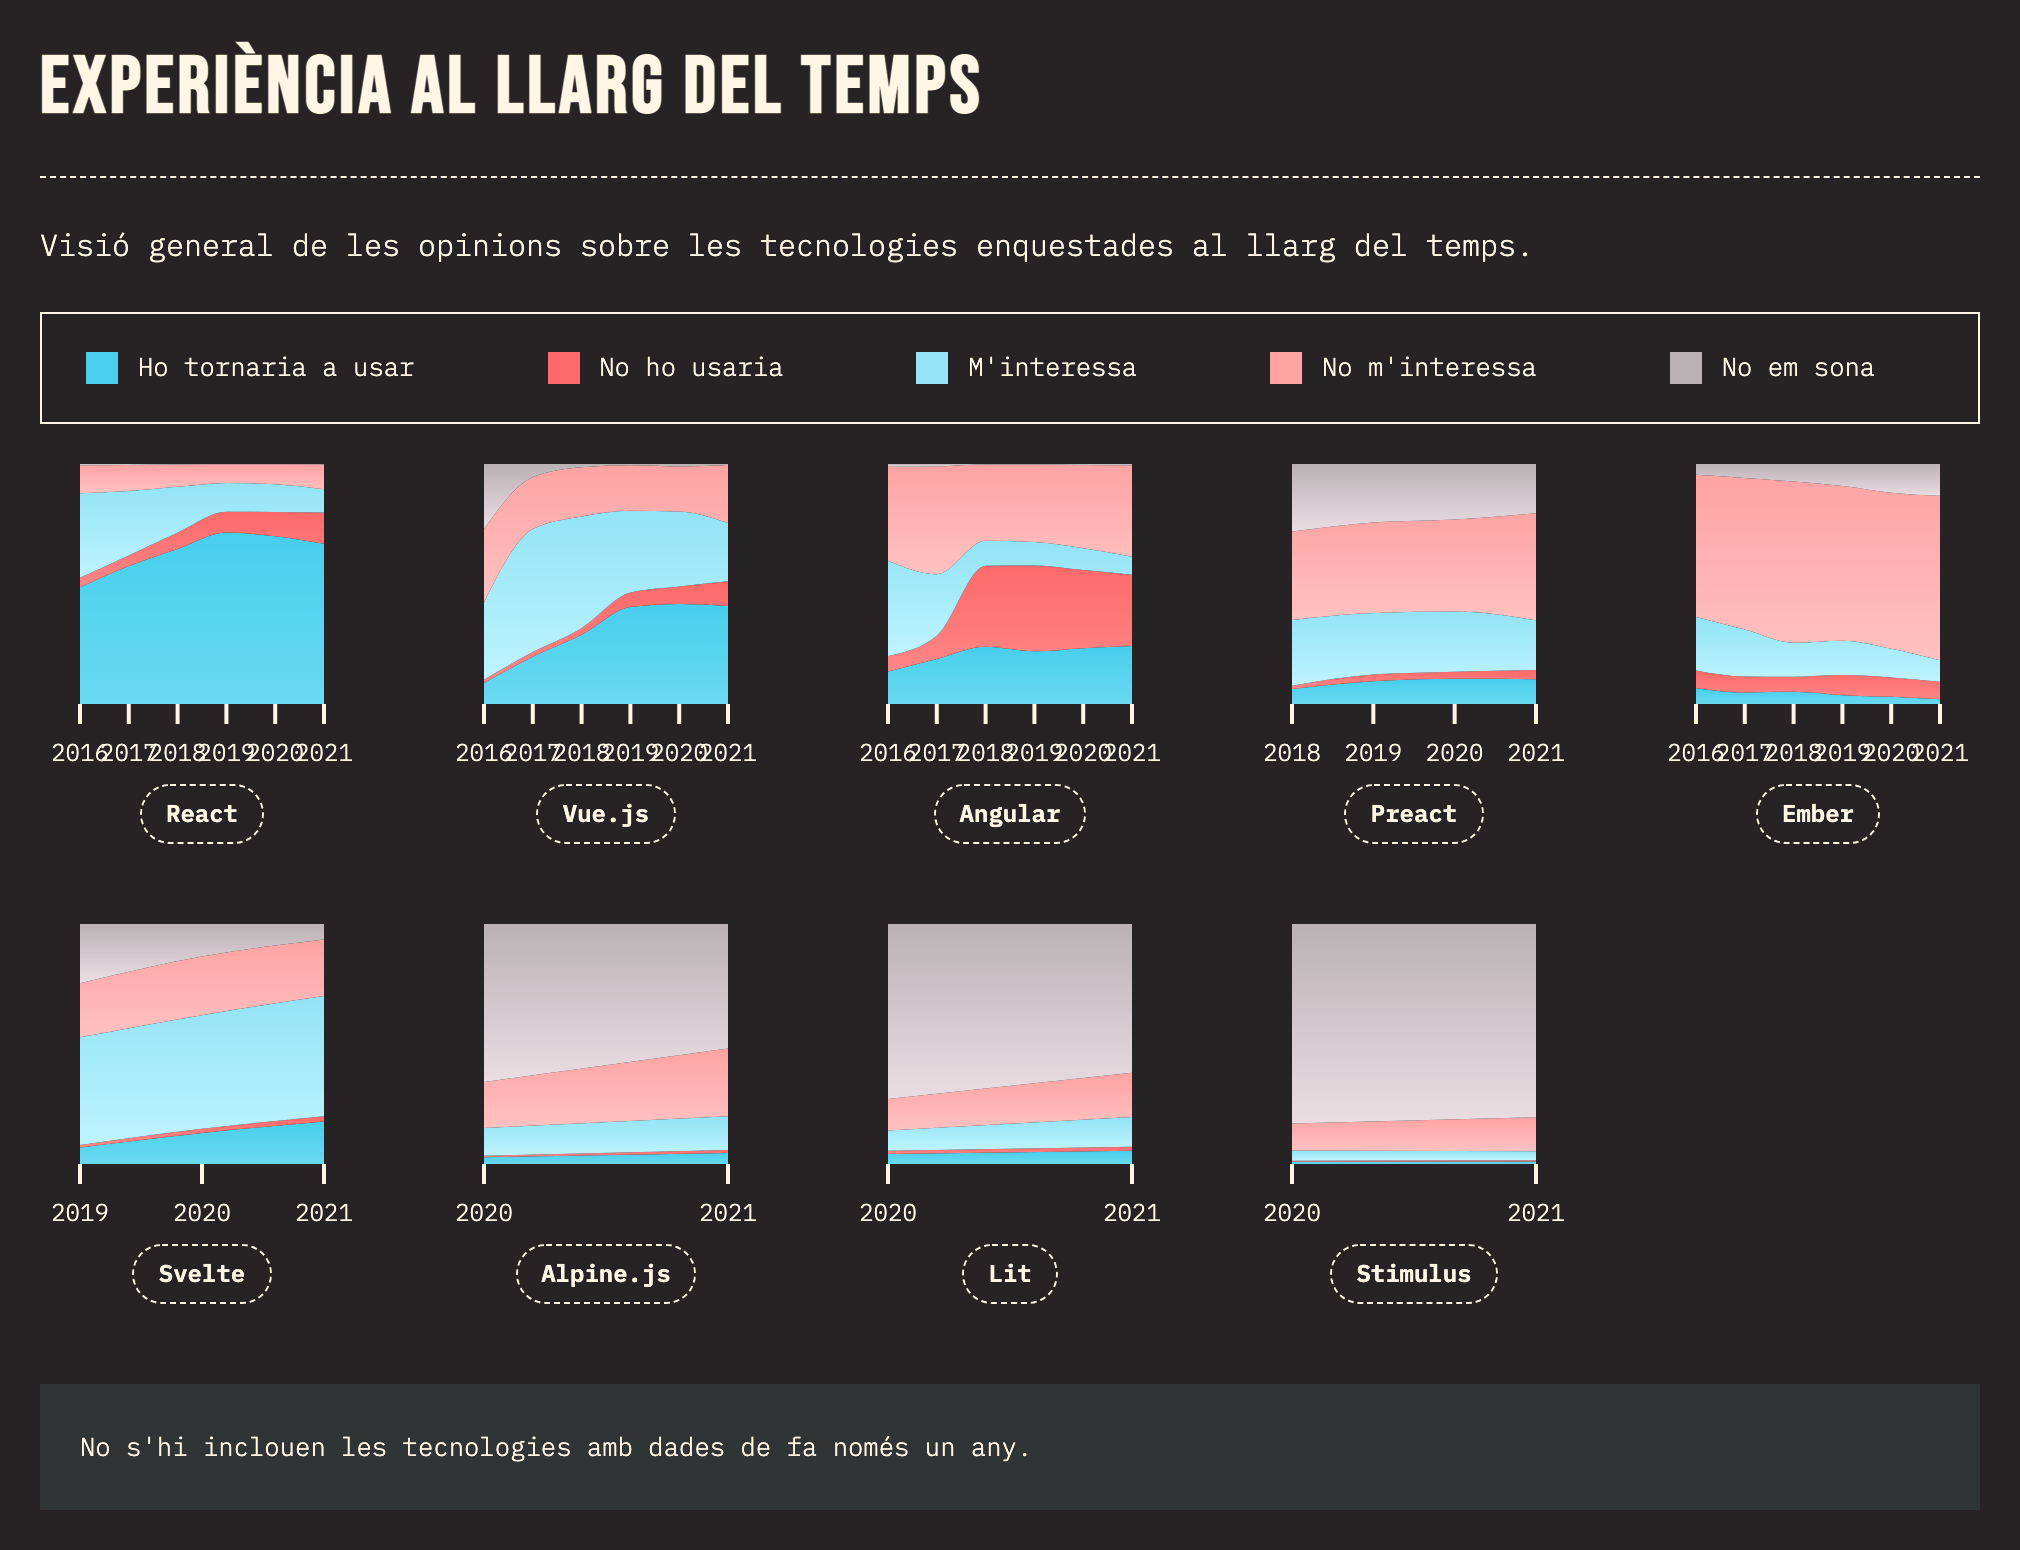 EXPERIÈNCIA AL LLARG DEL TEMPS
Visió general de les opinions sobre les tecnologies enquestades al llarg del temps.
Ho tornaria a usar No ho usaria M'interessa No m'interessa No em sona
2016 2017 2018 2019 2020 2021 2016 2017 2018 2019 2020 2021 2016 2017 2018 2019 2020 2021 2018 2019 2020 2021 2016 2017 2018 2019 2020 2021
React Vue.js Angular Preact Ember
2019 2020 2021 2020 2021 2020 2021 2020 2021
Svelte Alpine.js Lit Stimulus
No s'hi inclouen les tecnologies amb dades de fa només un any.